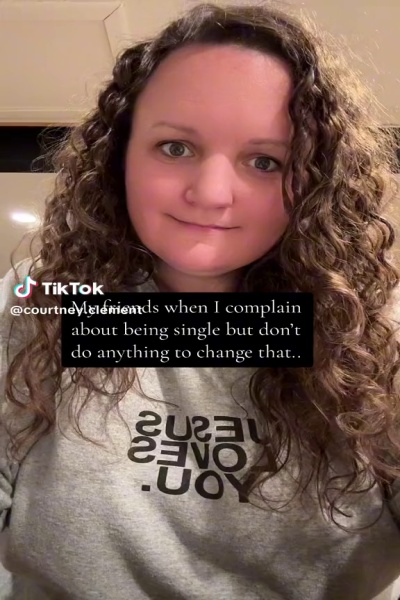 TikTok
@courtney.clement
My friends when I complain
about being single but don't
do anything to change that..
JESUS
LOVES
YOU.